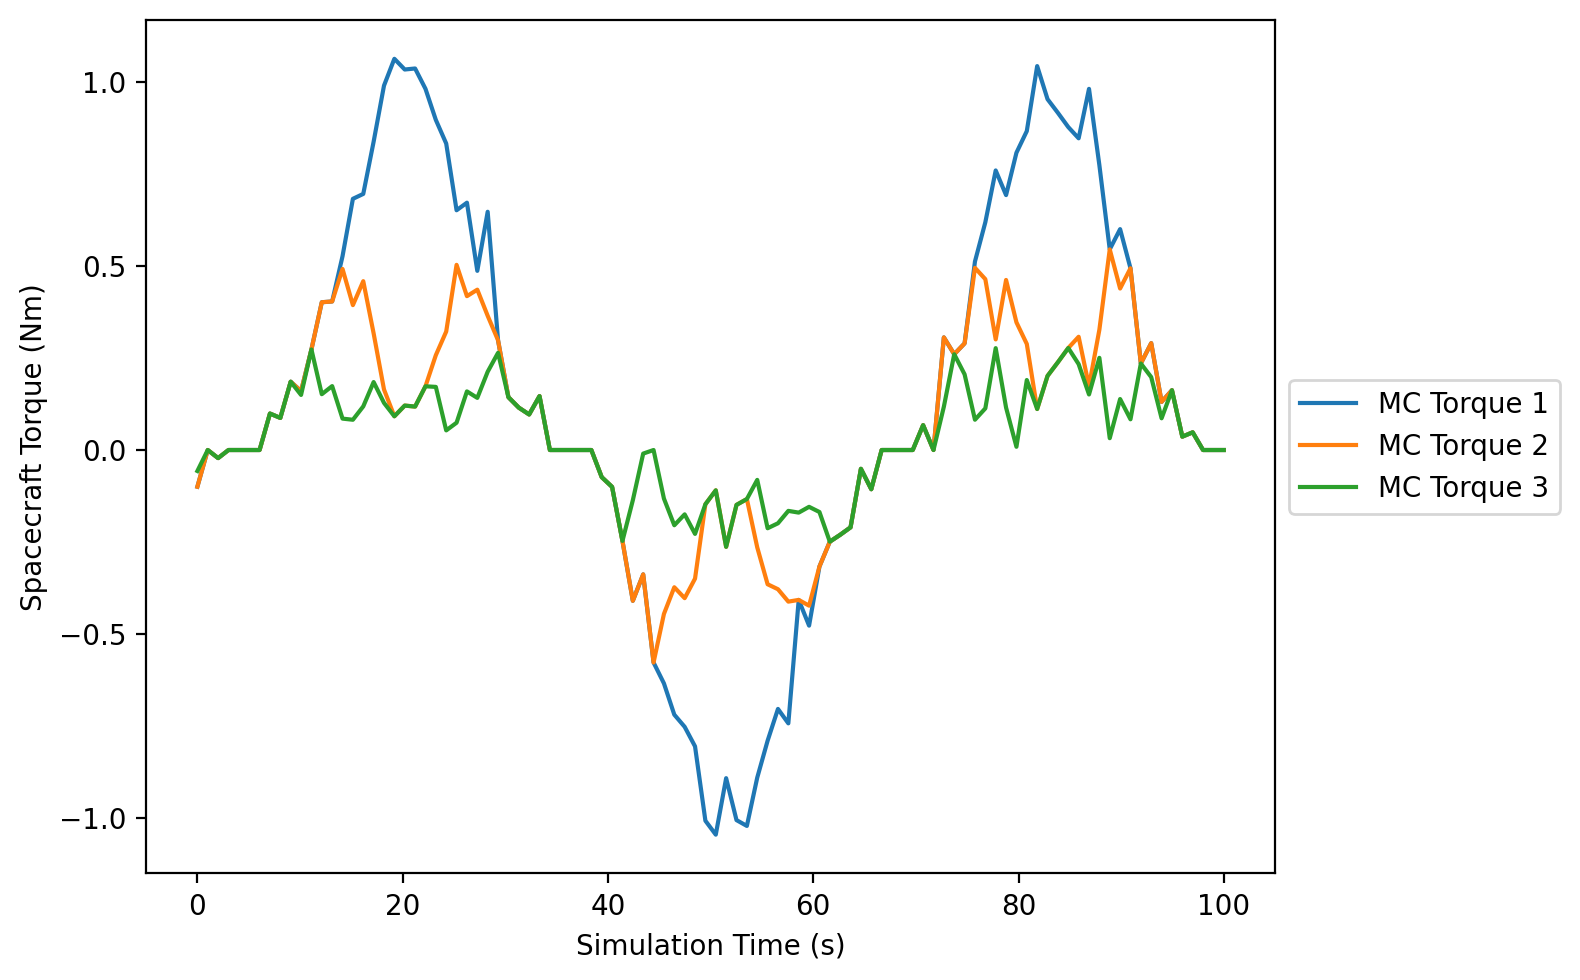 1.0
0.5
0.0
−0.5
−1.0
Spacecraft Torque (Nm)
0 20 40 60 80 100
Simulation Time (s)
MC Torque 1
MC Torque 2
MC Torque 3